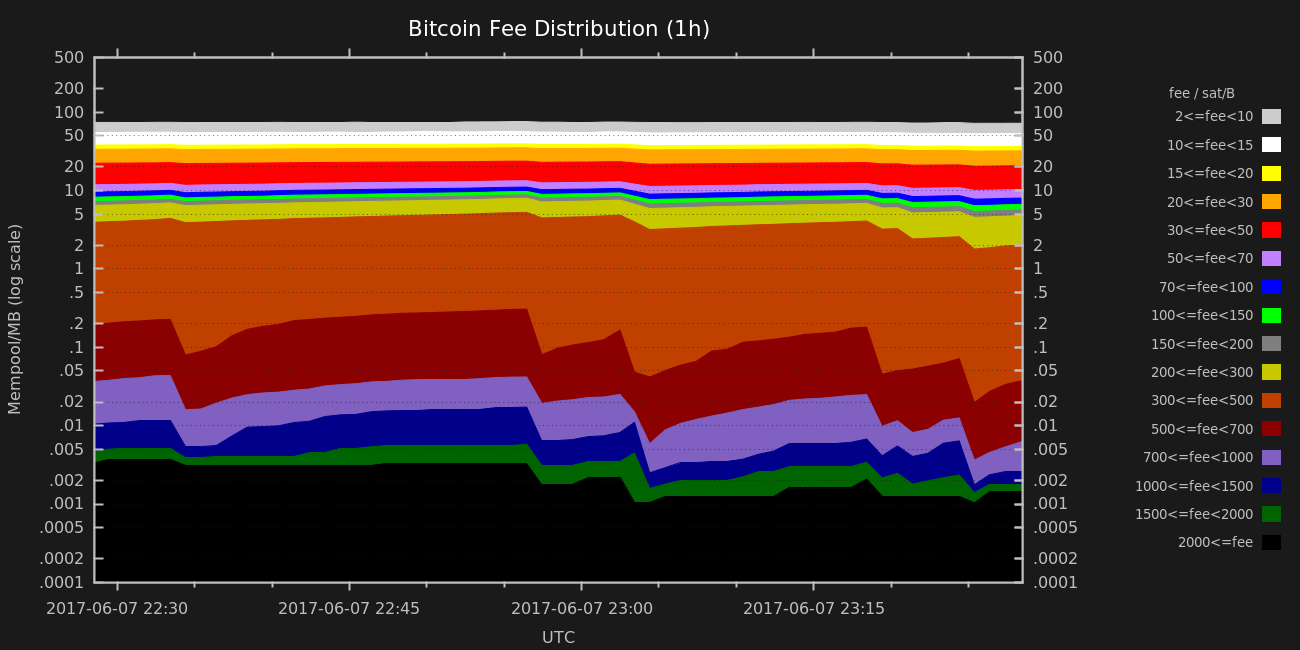 Bitcoin Fee Distribution (1h)
500
200
100
50
20
10
5
2
1
.5
.2
.1
.05
.02
.01
.005
.002
.001
.0005
.0002
.0001
Mempool/MB (log scale)
500
200
100
50
20
10
5
2
1
.5
.2
.1
.05
.02
.01
.005
.002
.001
.0005
.0002
.0001
2017-06-07 22:30
2017-06-07 22:45
2017-06-07 23:00
2017-06-07 23:15
UTC
fee / sat/B
2<=fee<10
10<=fee<15
15<=fee<20
20<=fee<30
30<=fee<50
50<=fee<70
70<=fee<100
100<=fee<150
150<=fee<200
200<=fee<300
300<=fee<500
500<=fee<700
700<=fee<1000
1000<=fee<1500
1500<=fee<2000
2000<=fee